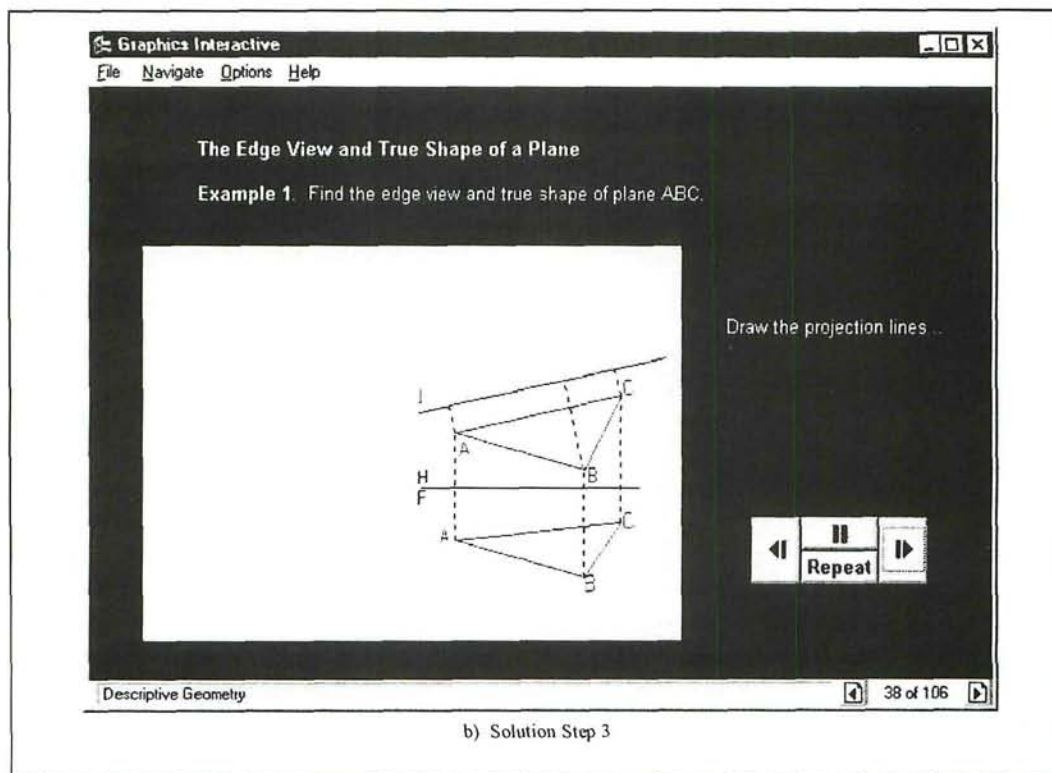 Graphics Interactive
File Navigate Options Help
The Edge View and True Shape of a Plane
Example 1. Find the edge view and true shape of plane ABC.
Draw the projection lines...
1
C
A
B
H
F
C
A
B
Repeat
Descriptive Geometry
38 of 106
b) Solution Step 3